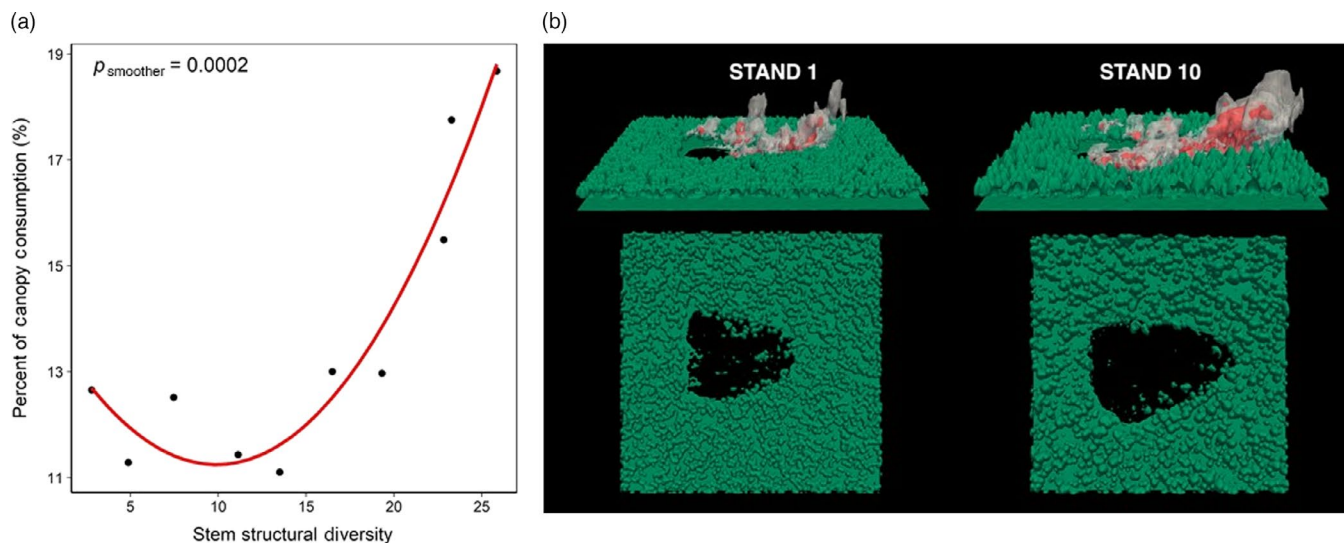 (a)
(b)
p smoother = 0.0002
Percent of canopy consumption (%)
19
17
15
13
11
5
10
15
20
25
Stem structural diversity
STAND 1
STAND 10